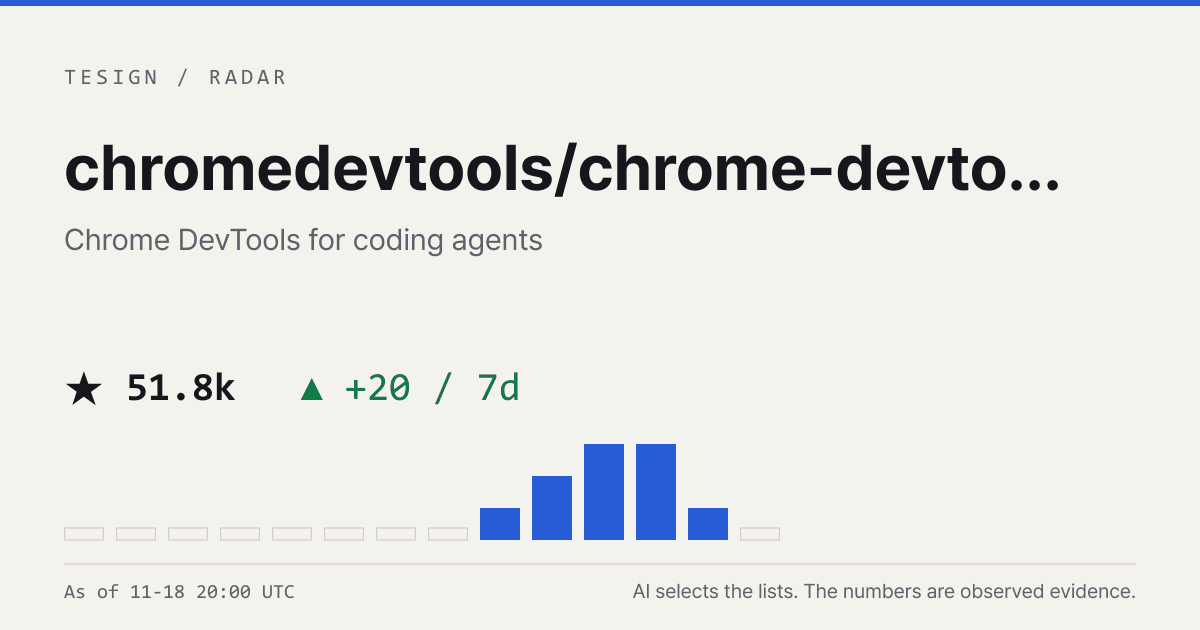 TESIGN / RADAR
chromedevtools/chrome-devto...
Chrome DevTools for coding agents
★ 51.8k ▲ +20 / 7d
As of 11-18 20:00 UTC
AI selects the lists. The numbers are observed evidence.